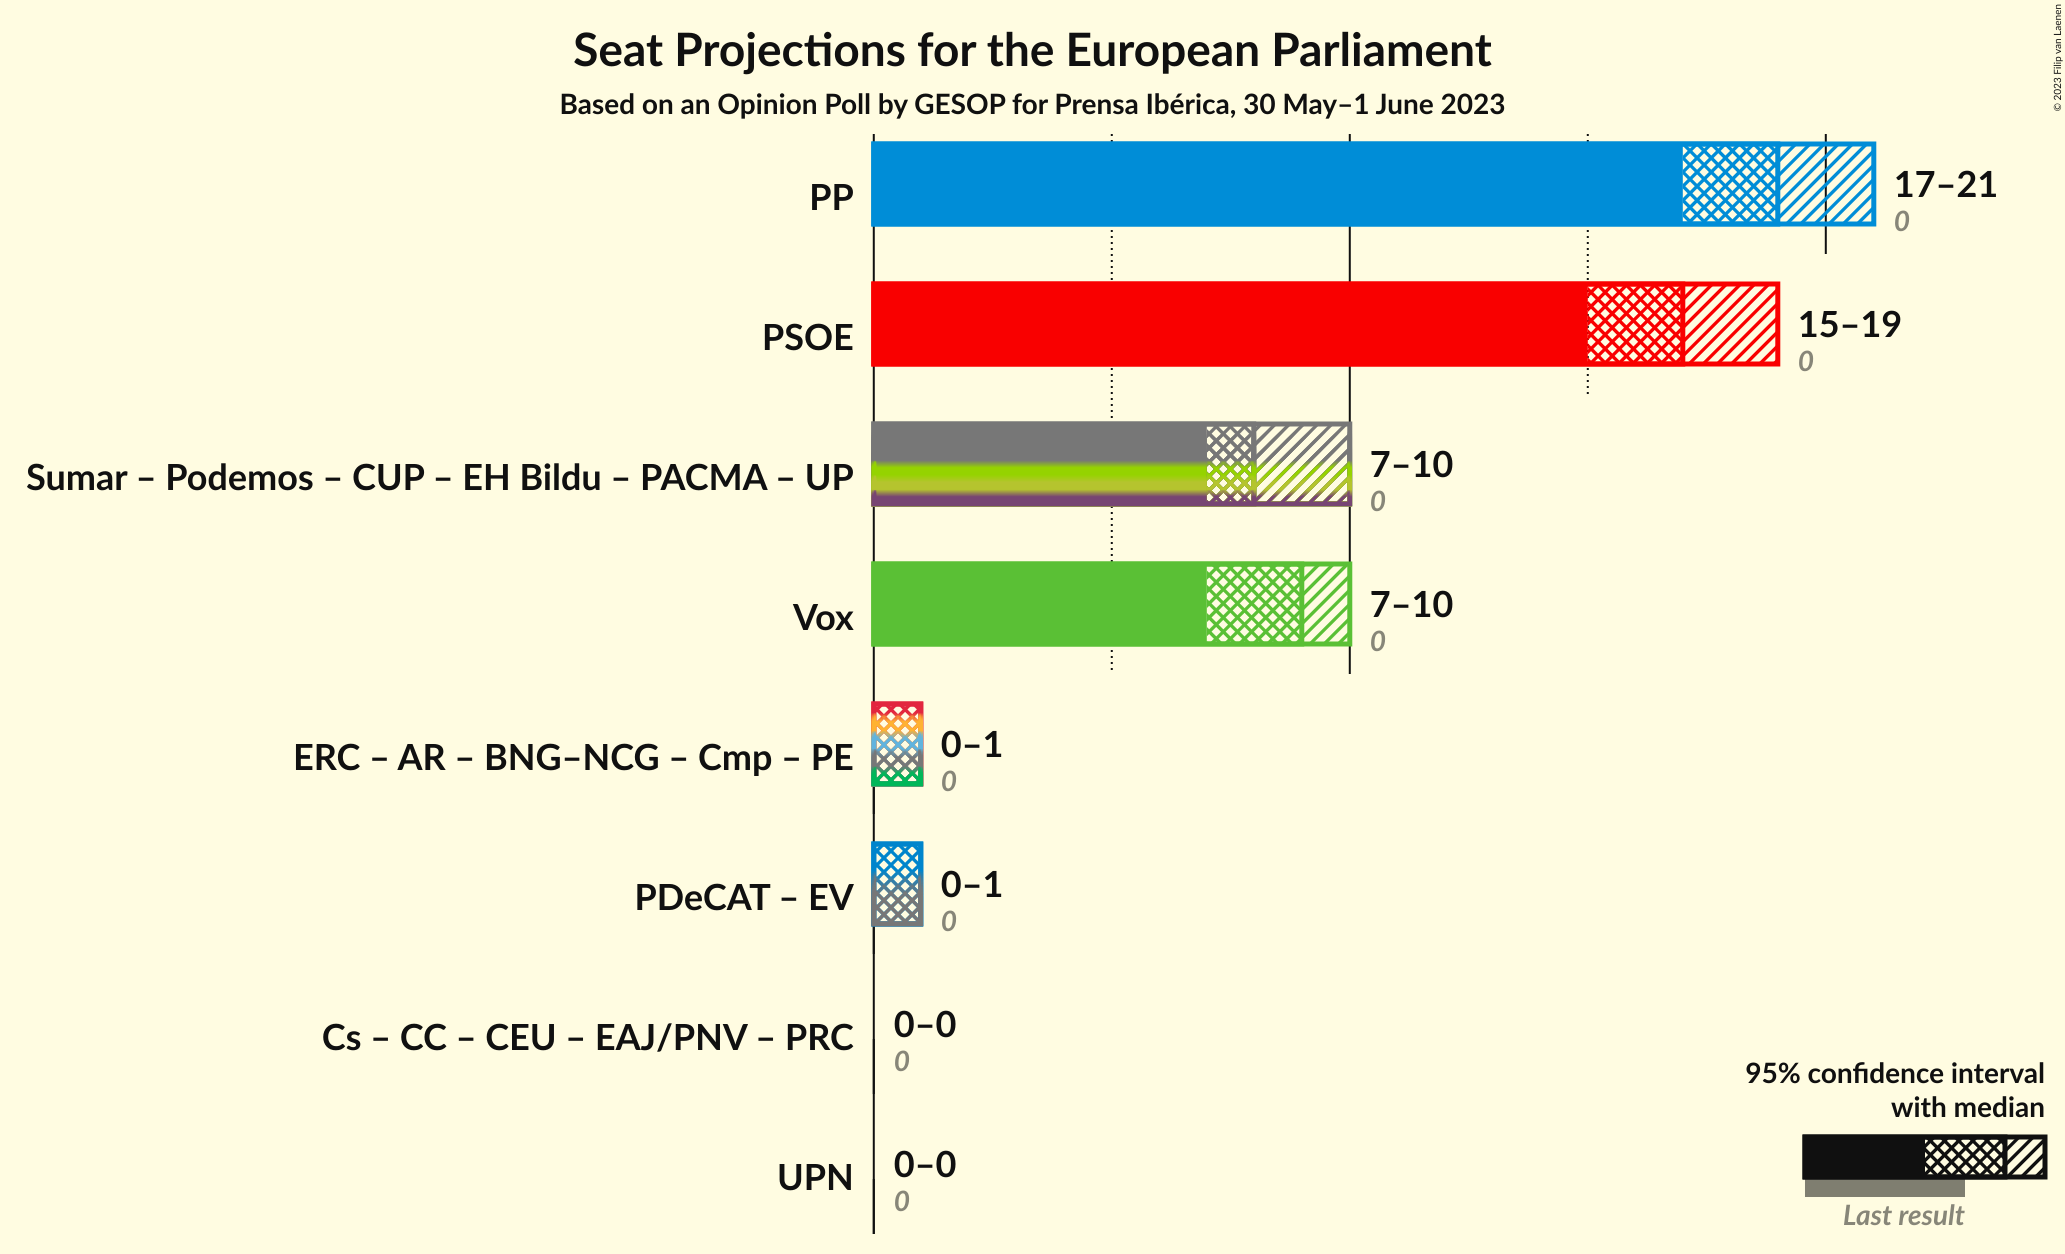 Seat Projections for the European Parliament
Based on an Opinion Poll by GESOP for Prensa Ibérica, 30 May–1 June 2023
© 2023 Filip van Laenen
PP
17–21
0
PSOE
15–19
0
Sumar – Podemos – CUP – EH Bildu – PACMA – UP
7–10
0
Vox
7–10
0
ERC – AR – BNG–NCG – Cmp – PE
0–1
0
PDeCAT – EV
0–1
0
Cs – CC – CEU – EAJ/PNV – PRC
0–0
0
UPN
0–0
0
95% confidence interval
with median
Last result